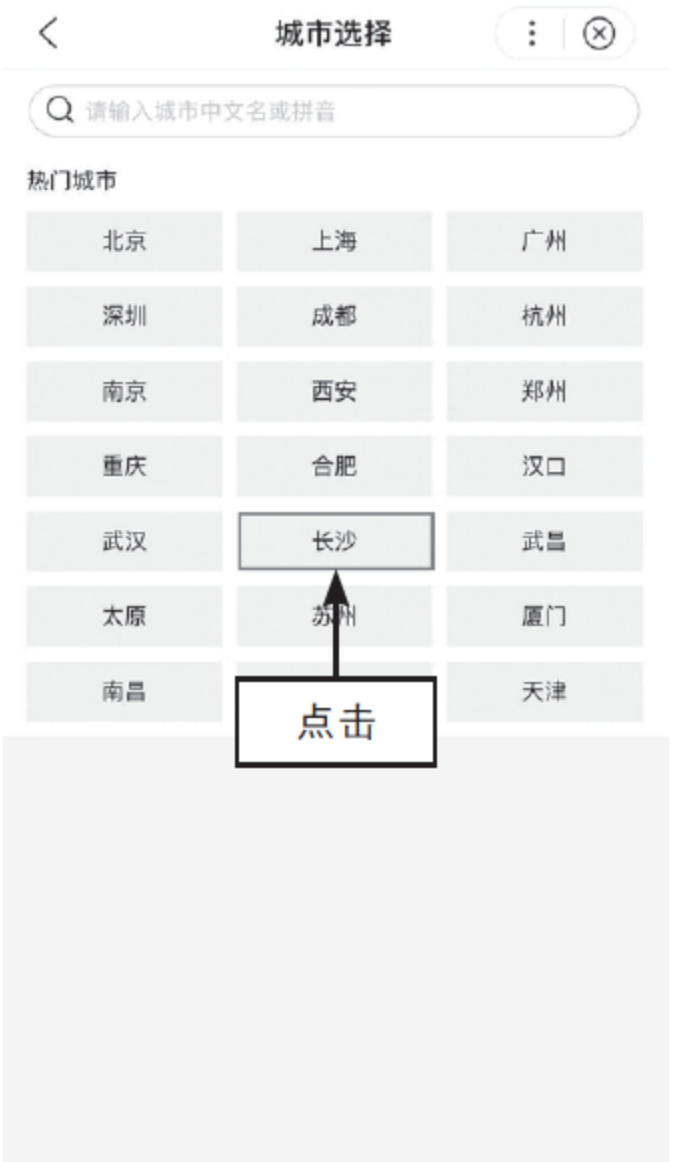 城市选择
请输入城市中文名或拼音
热门城市
北京 上海 广州
深圳 成都 杭州
南京 西安 郑州
重庆 合肥 汉口
武汉 长沙 武昌
太原 苏州 厦门
南昌 天津
点击